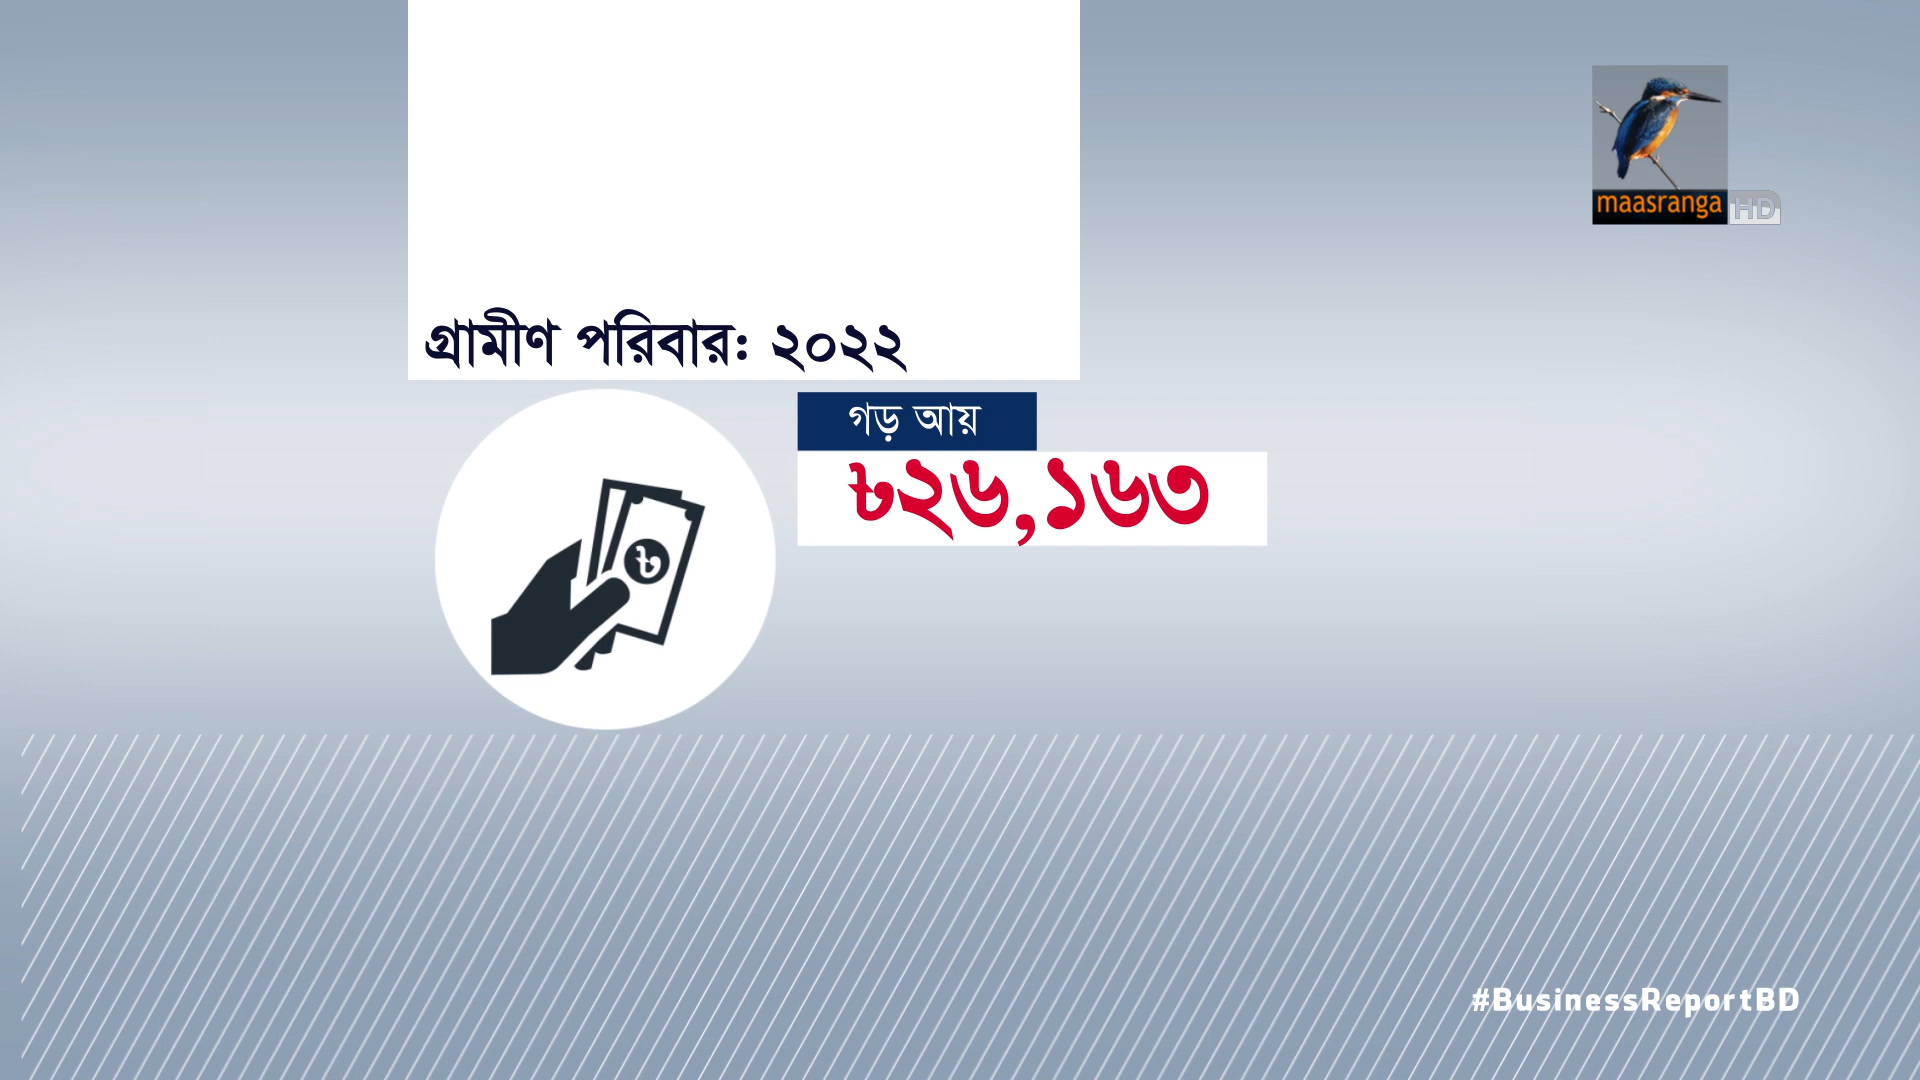 গ্রামীণ পরিবার: ২০২২
গড় আয়
৳২৬,১৬৩
৳
maasranga
HD
#BusinessReportBD